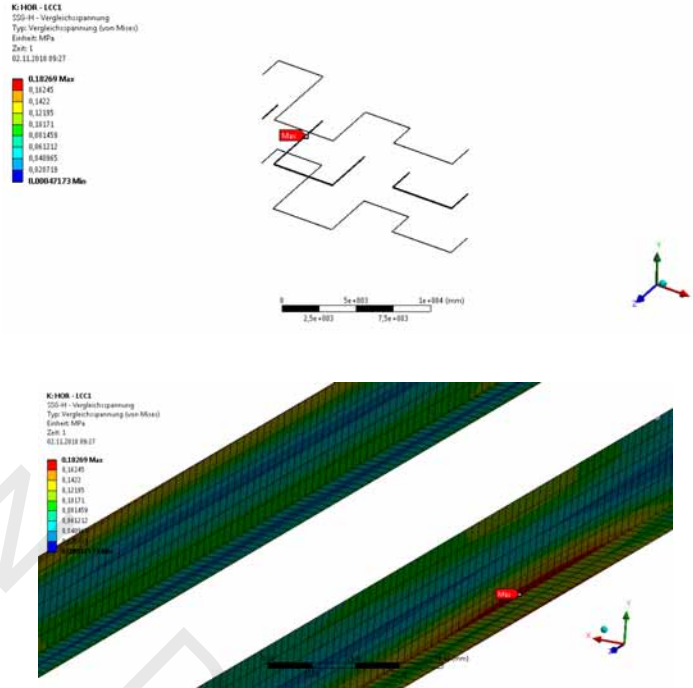 K: HOR - LCC1
SSG-H - Vergleichsspannung
Typ: Vergleichsspannung (von Mises)
Einheit: MPa
Zeit: 1
02.11.2018 09:27
0,18269 Max
0,16245
0,1422
0,12195
0,10171
0,081459
0,061212
0,040965
0,020718
0,00047173 Min
Max
0 5e+003 1e+004 (mm)
2,5e+003 7,5e+003
Y
Z
K: HOR - LCC1
SSG-H - Vergleichsspannung
Typ: Vergleichsspannung (von Mises)
Einheit: MPa
Zeit: 1
02.11.2018 09:27
0,18269 Max
0,16245
0,1422
0,12195
0,10171
0,081459
0,061212
Max
Y
X
(mm)